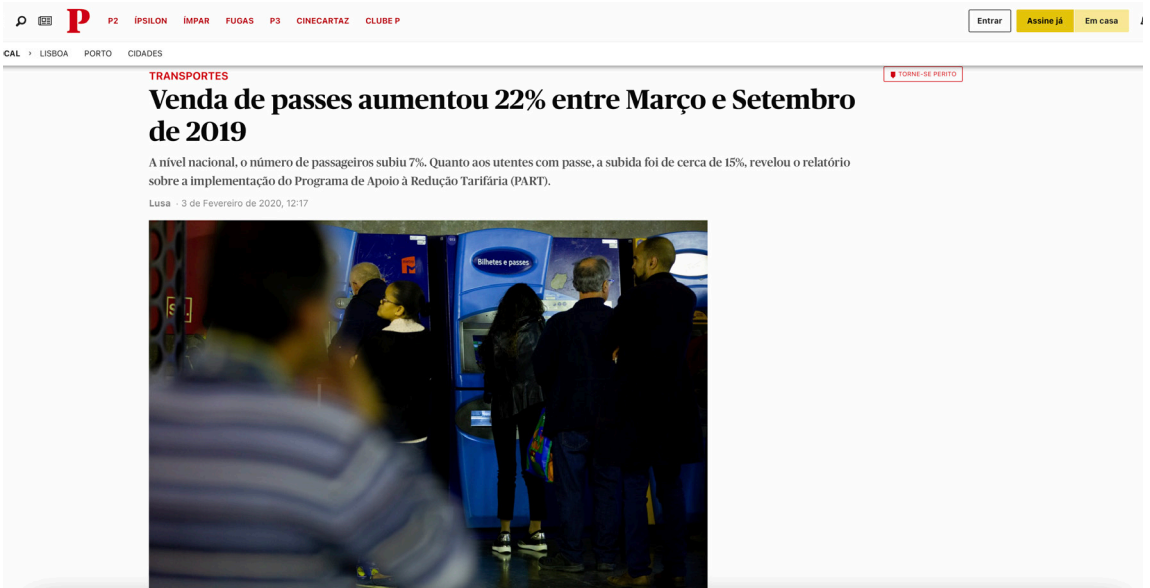 P
P2 ÍPSILON ÍMPAR FUGAS P3 CINECARTAZ CLUBE P
Entrar Assine já Em casa
CAL › LISBOA PORTO CIDADES
TRANSPORTES
TORNE-SE PERITO
Venda de passes aumentou 22% entre Março e Setembro
de 2019
A nível nacional, o número de passageiros subiu 7%. Quanto aos utentes com passe, a subida foi de cerca de 15%, revelou o relatório
sobre a implementação do Programa de Apoio à Redução Tarifária (PART).
Lusa · 3 de Fevereiro de 2020, 12:17
Bilhetes e passes